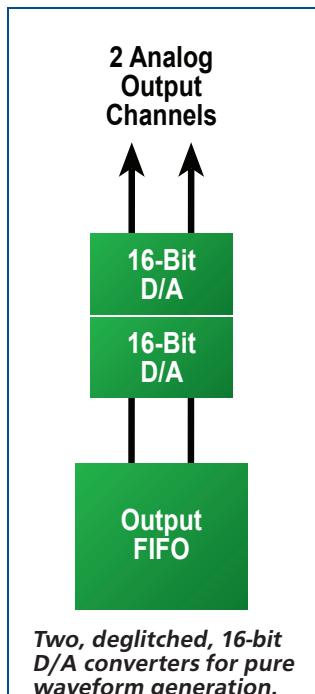 2 Analog
Output
Channels
16-Bit
D/A
16-Bit
D/A
Output
FIFO
Two, deglitched, 16-bit
D/A converters for pure
waveform generation.